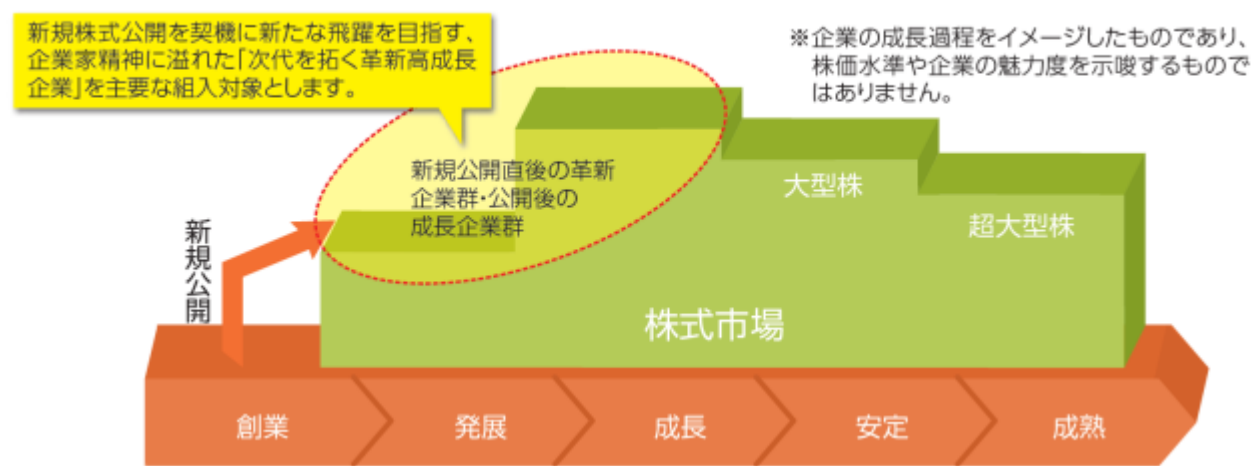 新規株式公開を契機に新たな飛躍を目指す、
企業家精神に溢れた「次代を拓く革新高成長
企業」を主要な組入対象とします。
※企業の成長過程をイメージしたものであり、
株価水準や企業の魅力度を示唆するもので
はありません。
新規公開直後の革新
企業群・公開後の
成長企業群
大型株
超大型株
新規公開
株式市場
創業
発展
成長
安定
成熟